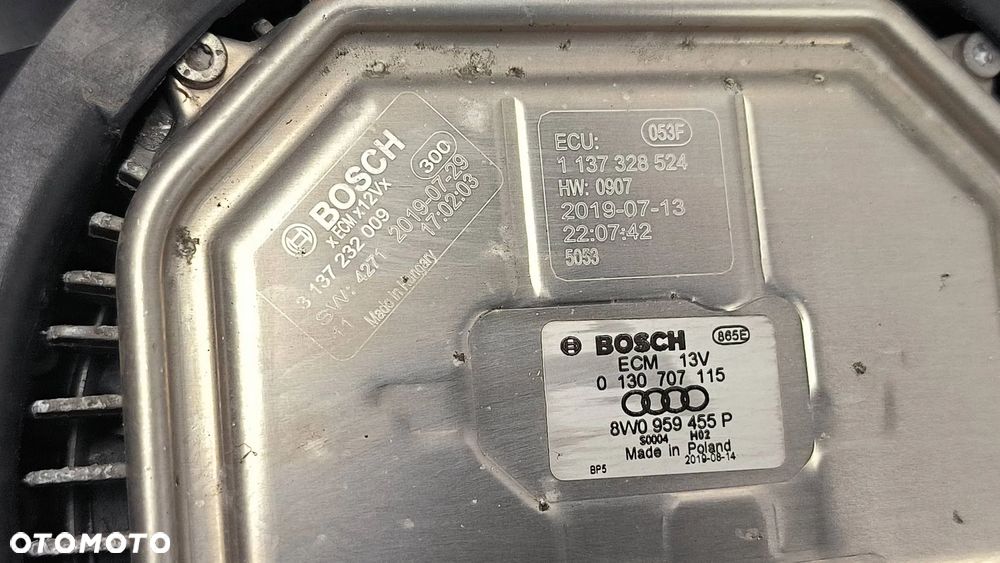 BOSCH
300
X ECM X12Vx
3 137 232 009
2019-07-29
SW: 4271
17:02:03
11
Made in Hungary
ECU:
053F
1 137 328 524
HW: 0907
2019-07-13
22:07:42
5053
BOSCH
865E
ECM 13V
0 130 707 115
8W0 959 455 P
S0004 H02
Made in Poland
2019-08-14
BP5
OTOMOTO